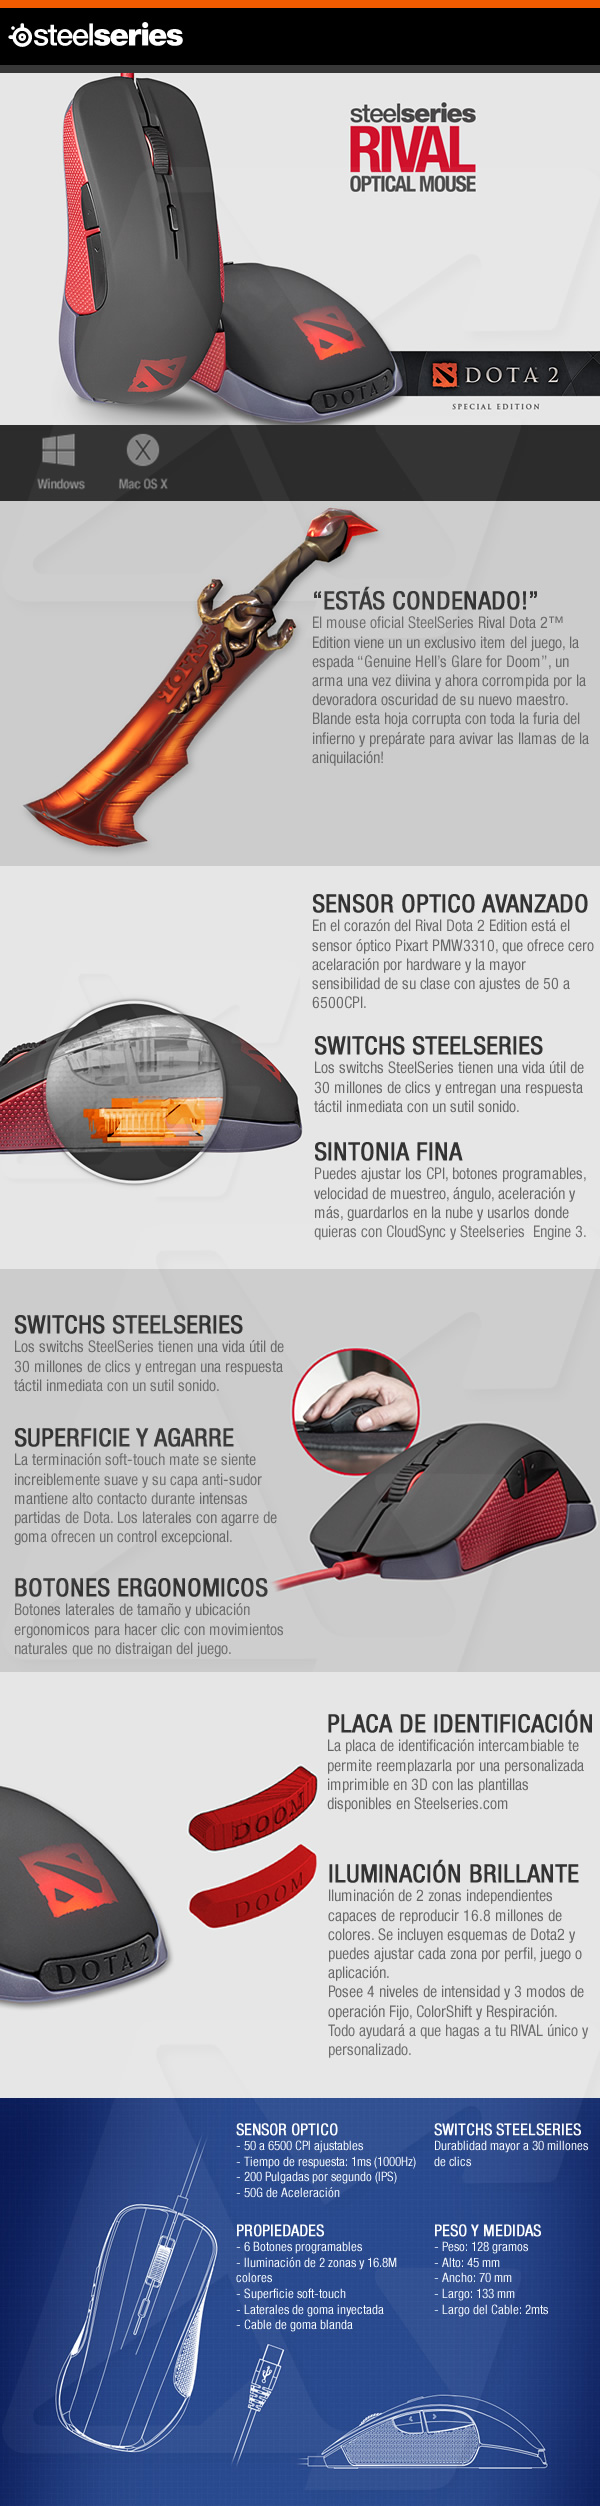 steelseries
steelseries
RIVAL
OPTICAL MOUSE
DOTA 2
DOTA 2
SPECIAL EDITION
Windows
Mac OS X
“ESTÁS CONDENADO!”
El mouse oficial SteelSeries Rival Dota 2™
Edition viene un un exclusivo item del juego, la
espada “Genuine Hell’s Glare for Doom”, un
arma una vez diivina y ahora corrompida por la
devoradora oscuridad de su nuevo maestro.
Blande esta hoja corrupta con toda la furia del
infierno y prepárate para avivar las llamas de la
aniquilación!
SENSOR OPTICO AVANZADO
En el corazón del Rival Dota 2 Edition está el
sensor óptico Pixart PMW3310, que ofrece cero
acelaración por hardware y la mayor
sensibilidad de su clase con ajustes de 50 a
6500CPI.
SWITCHS STEELSERIES
Los switchs SteelSeries tienen una vida útil de
30 millones de clics y entregan una respuesta
táctil inmediata con un sutil sonido.
SINTONIA FINA
Puedes ajustar los CPI, botones programables,
velocidad de muestreo, ángulo, aceleración y
más, guardarlos en la nube y usarlos donde
quieras con CloudSync y Steelseries Engine 3.
SWITCHS STEELSERIES
Los switchs SteelSeries tienen una vida útil de
30 millones de clics y entregan una respuesta
táctil inmediata con un sutil sonido.
SUPERFICIE Y AGARRE
La terminación soft-touch mate se siente
increiblemente suave y su capa anti-sudor
mantiene alto contacto durante intensas
partidas de Dota. Los laterales con agarre de
goma ofrecen un control excepcional.
BOTONES ERGONOMICOS
Botones laterales de tamaño y ubicación
ergonomicos para hacer clic con movimientos
naturales que no distraigan del juego.
PLACA DE IDENTIFICACIÓN
La placa de identificación intercambiable te
permite reemplazarla por una personalizada
imprimible en 3D con las plantillas
disponibles en Steelseries.com
DOOM
DOOM
DOTA 2
ILUMINACIÓN BRILLANTE
Iluminación de 2 zonas independientes
capaces de reproducir 16.8 millones de
colores. Se incluyen esquemas de Dota2 y
puedes ajustar cada zona por perfil, juego o
aplicación.
Posee 4 niveles de intensidad y 3 modos de
operación Fijo, ColorShift y Respiración.
Todo ayudará a que hagas a tu RIVAL único y
personalizado.
SENSOR OPTICO
- 50 a 6500 CPI ajustables
- Tiempo de respuesta: 1ms (1000Hz)
- 200 Pulgadas por segundo (IPS)
- 50G de Aceleración
SWITCHS STEELSERIES
Durablidad mayor a 30 millones
de clics
PROPIEDADES
- 6 Botones programables
- Iluminación de 2 zonas y 16.8M
colores
- Superficie soft-touch
- Laterales de goma inyectada
- Cable de goma blanda
PESO Y MEDIDAS
- Peso: 128 gramos
- Alto: 45 mm
- Ancho: 70 mm
- Largo: 133 mm
- Largo del Cable: 2mts